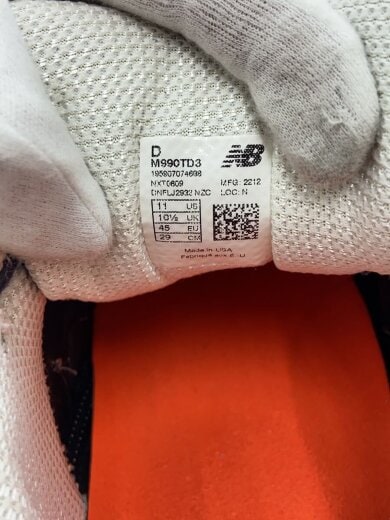 D
M990TD3
NB
195907074698
NXT0609 MFG: 2212
DNFLJ2932 NZC LOC: N
11 US
10½ UK
45 EU
29 CM
Made in USA